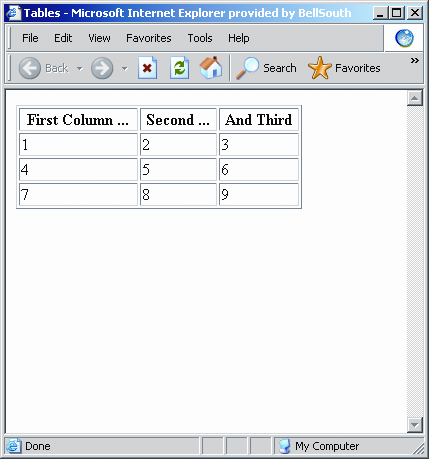 Tables - Microsoft Internet Explorer provided by BellSouth
File Edit View Favorites Tools Help
Back Search Favorites »
First Column ... Second ... And Third
1 2 3
4 5 6
7 8 9
Done My Computer